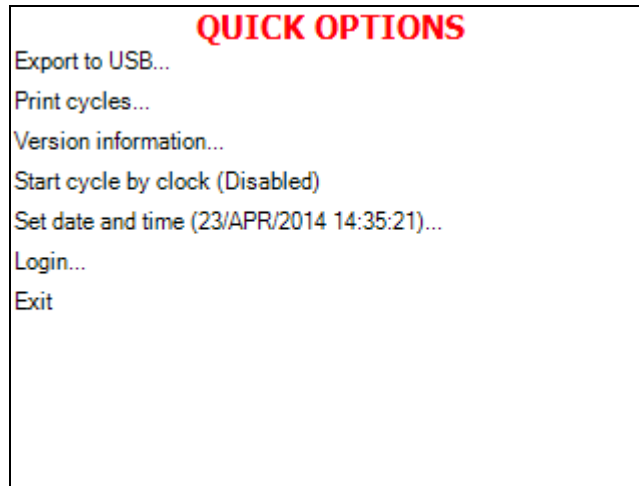 QUICK OPTIONS
Export to USB...
Print cycles...
Version information...
Start cycle by clock (Disabled)
Set date and time (23/APR/2014 14:35:21)...
Login...
Exit